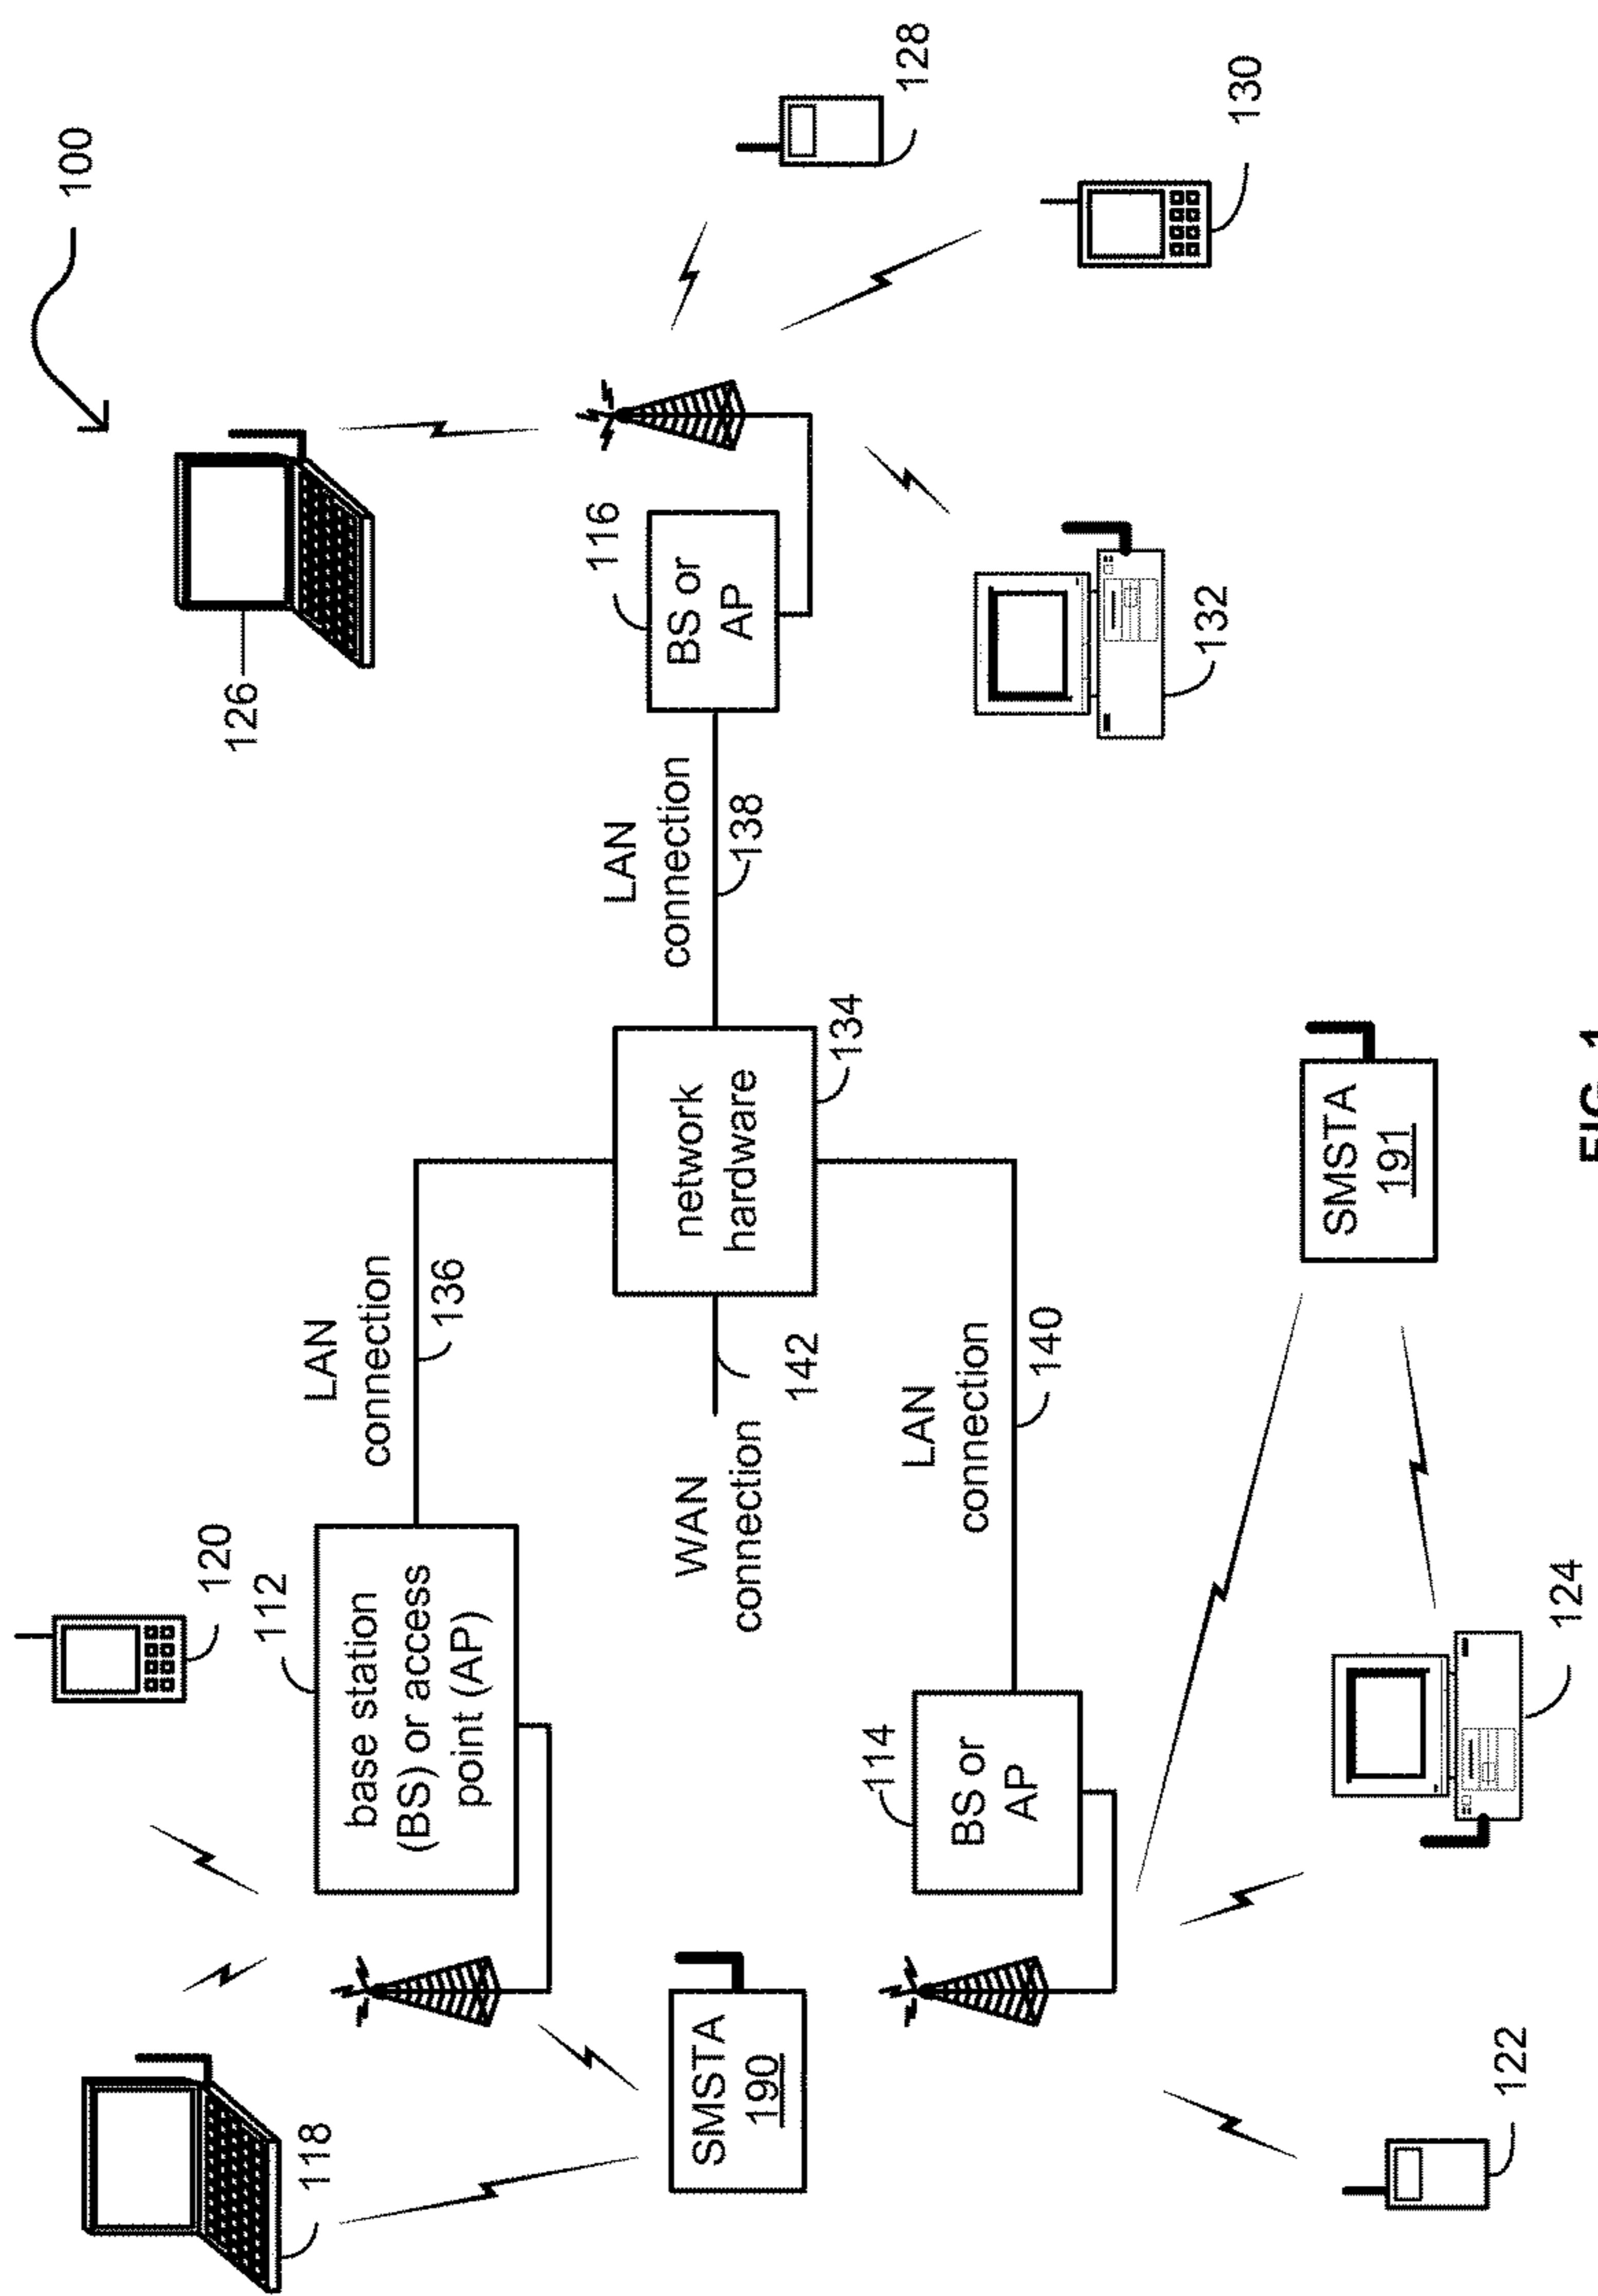 100
126
118
120
112
base station
(BS) or access
point (AP)
LAN
connection
136
116
BS or
AP
LAN
connection
138
128
130
132
network
hardware
134
WAN
connection
142
SMSTA
190
LAN
connection
140
114
BS or
AP
SMSTA
191
122
124
FIG. 1